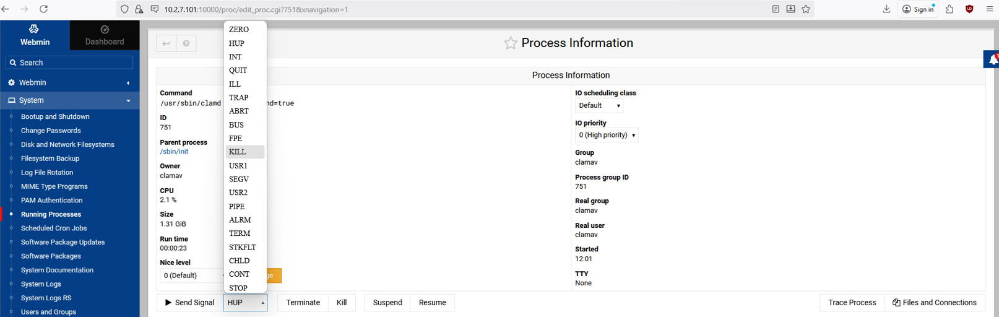 10.2.7.101:10000/proc/edit_proc.cgi?751&xnavigation=1
Sign in
Webmin
Dashboard
Search
Webmin
System
Bootup and Shutdown
Change Passwords
Disk and Network Filesystems
Filesystem Backup
Log File Rotation
MIME Type Programs
PAM Authentication
Running Processes
Scheduled Cron Jobs
Software Package Updates
Software Packages
System Documentation
System Logs
System Logs RS
Users and Groups
Process Information
Process Information
Command
/usr/sbin/clamd nd=true
ID
751
Parent process
/sbin/init
Owner
clamav
CPU
2.1 %
Size
1.31 GiB
Run time
00:00:23
Nice level
0 (Default)
ge
ZERO
HUP
INT
QUIT
ILL
TRAP
ABRT
BUS
FPE
KILL
USR1
SEGV
USR2
PIPE
ALRM
TERM
STKFLT
CHLD
CONT
STOP
IO scheduling class
Default
IO priority
0 (High priority)
Group
clamav
Process group ID
751
Real group
clamav
Real user
clamav
Started
12:01
TTY
None
Send Signal HUP Terminate Kill Suspend Resume Trace Process Files and Connections